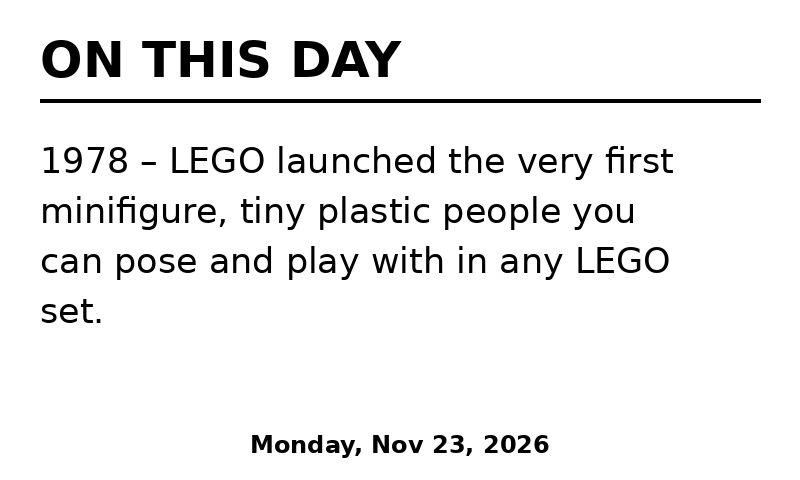 ON THIS DAY
1978 – LEGO launched the very first
minifigure, tiny plastic people you
can pose and play with in any LEGO
set.
Monday, Nov 23, 2026